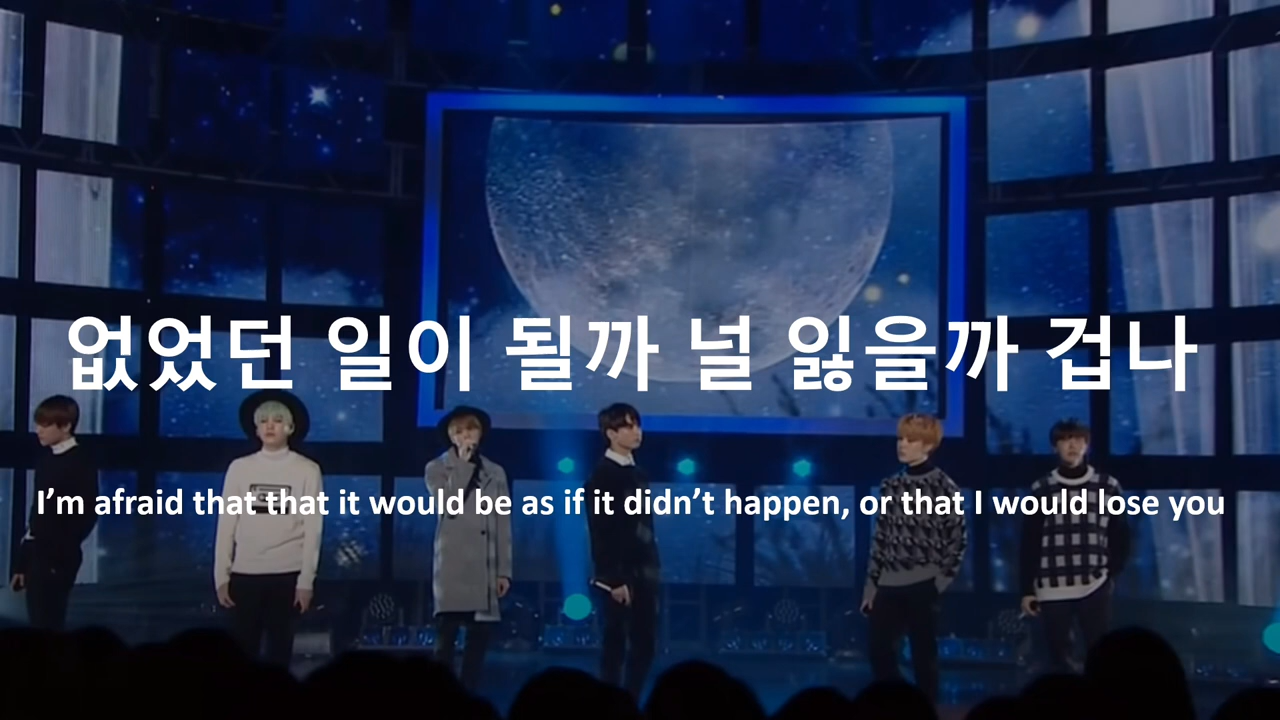 없었던 일이 될까 널 잃을까 겁나
I’m afraid that that it would be as if it didn’t happen, or that I would lose you